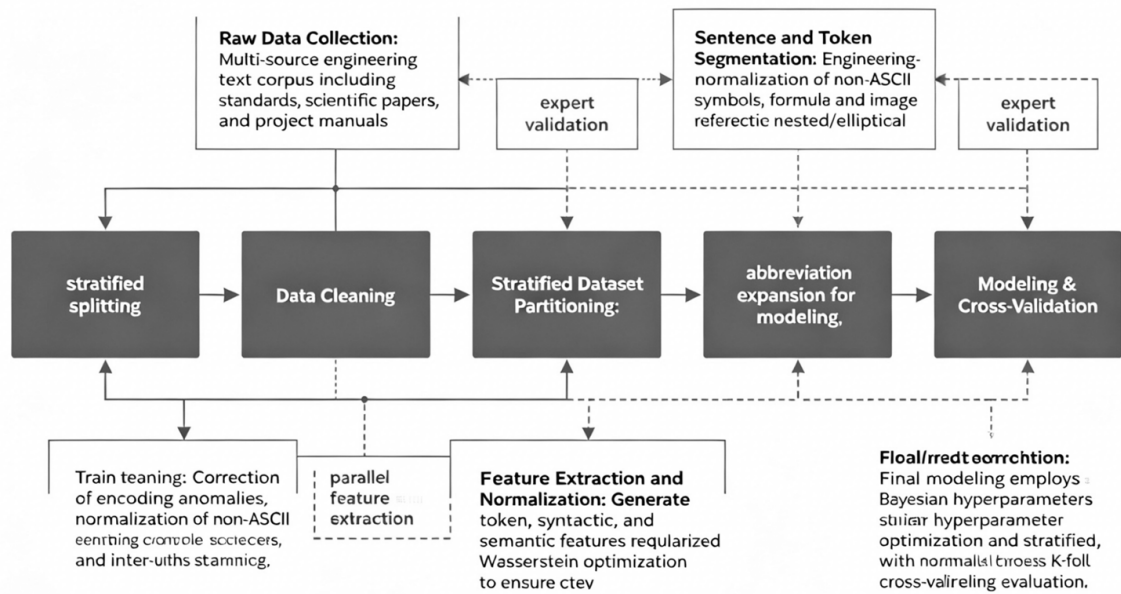 Raw Data Collection:
Multi-source engineering
text corpus including
standards, scientific papers,
and project manuals
expert
validation
Sentence and Token
Segmentation: Engineering-
normalization of non-ASCII
symbols, formula and image
referectic nested/elliptical
expert
validation
stratified
splitting
Data Cleaning
Stratified Dataset
Partitioning:
abbreviation
expansion for
modeling,
Modeling &
Cross-Validation
Train teaning: Correction
of encoding anomalies,
normalization of non-ASCII
and
parallel
feature
extraction
Feature Extraction and
Normalization: Generate
token, syntactic, and
semantic features reqularized
Wasserstein optimization
to ensure ctev
Final modeling employs
Bayesian hyperparameters
hyperparameter
optimization and stratified,
with K-foll
evaluation.